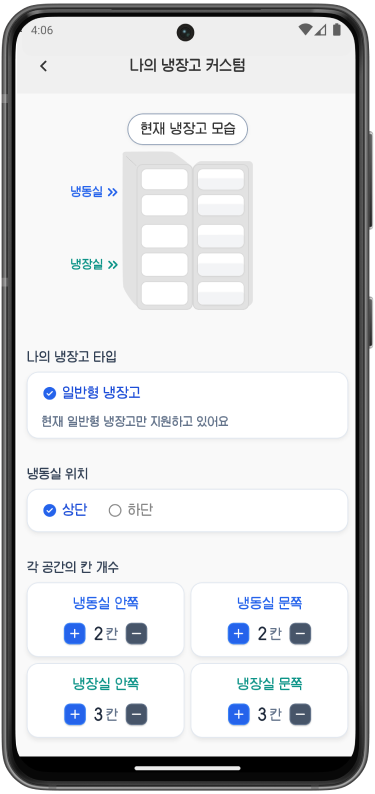 4:06
나의 냉장고 커스텀
현재 냉장고 모습
냉동실
냉장실
나의 냉장고 타입
일반형 냉장고
현재 일반형 냉장고만 지원하고 있어요
냉동실 위치
상단 하단
각 공간의 칸 개수
냉동실 안쪽 냉동실 문쪽
+ 2 칸 − + 2 칸 −
냉장실 안쪽 냉장실 문쪽
+ 3 칸 − + 3 칸 −